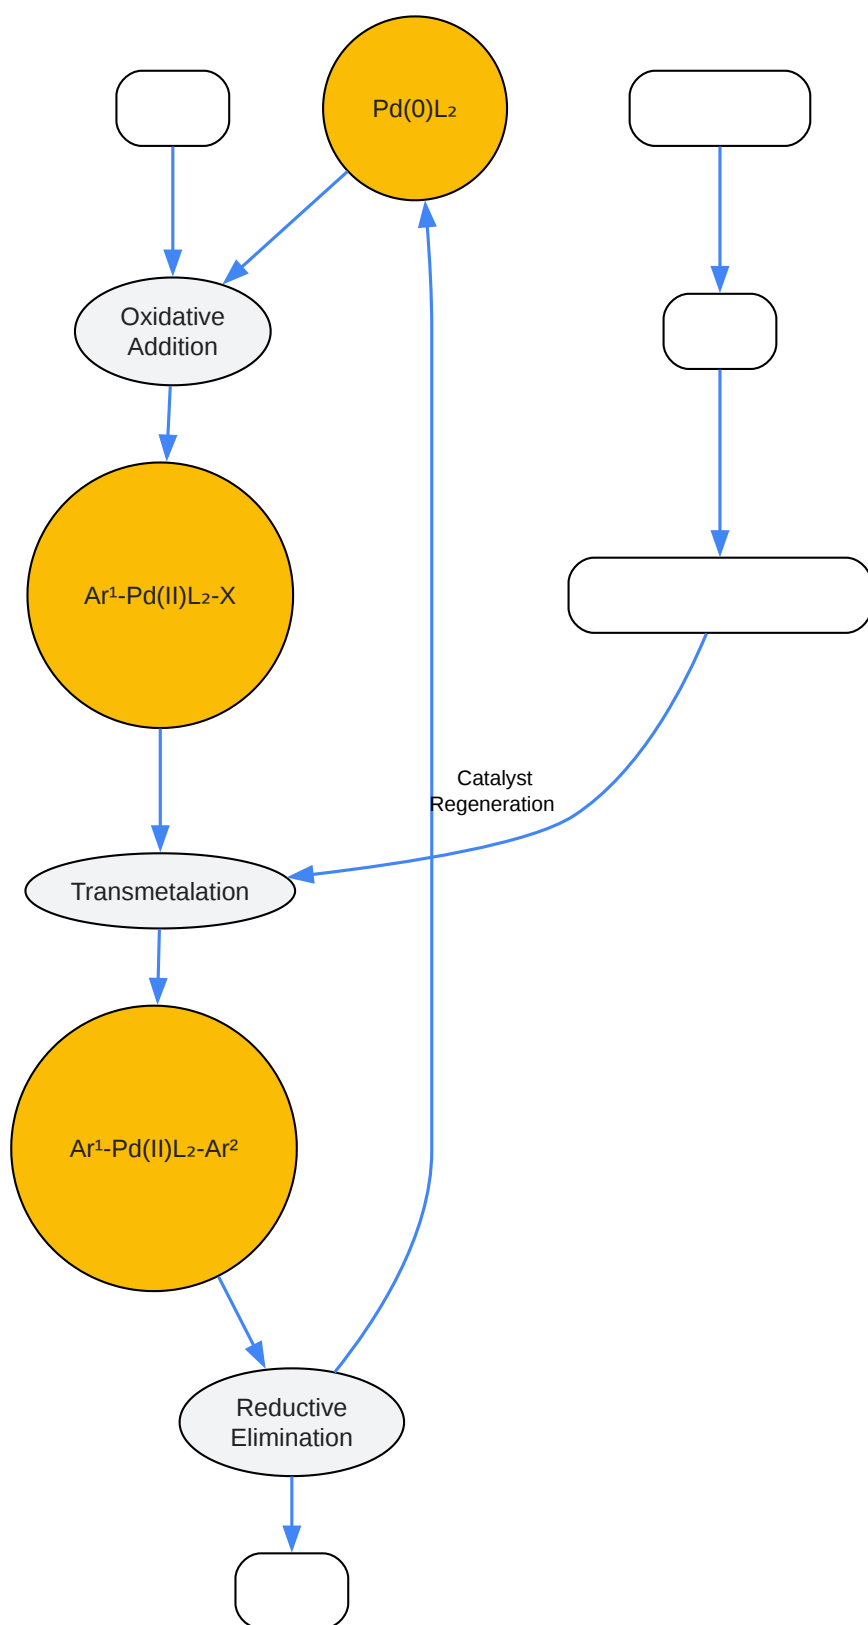 Pd(0)L₂
Oxidative
Addition
Ar¹-Pd(II)L₂-X
Catalyst
Regeneration
Transmetalation
Ar¹-Pd(II)L₂-Ar²
Reductive
Elimination